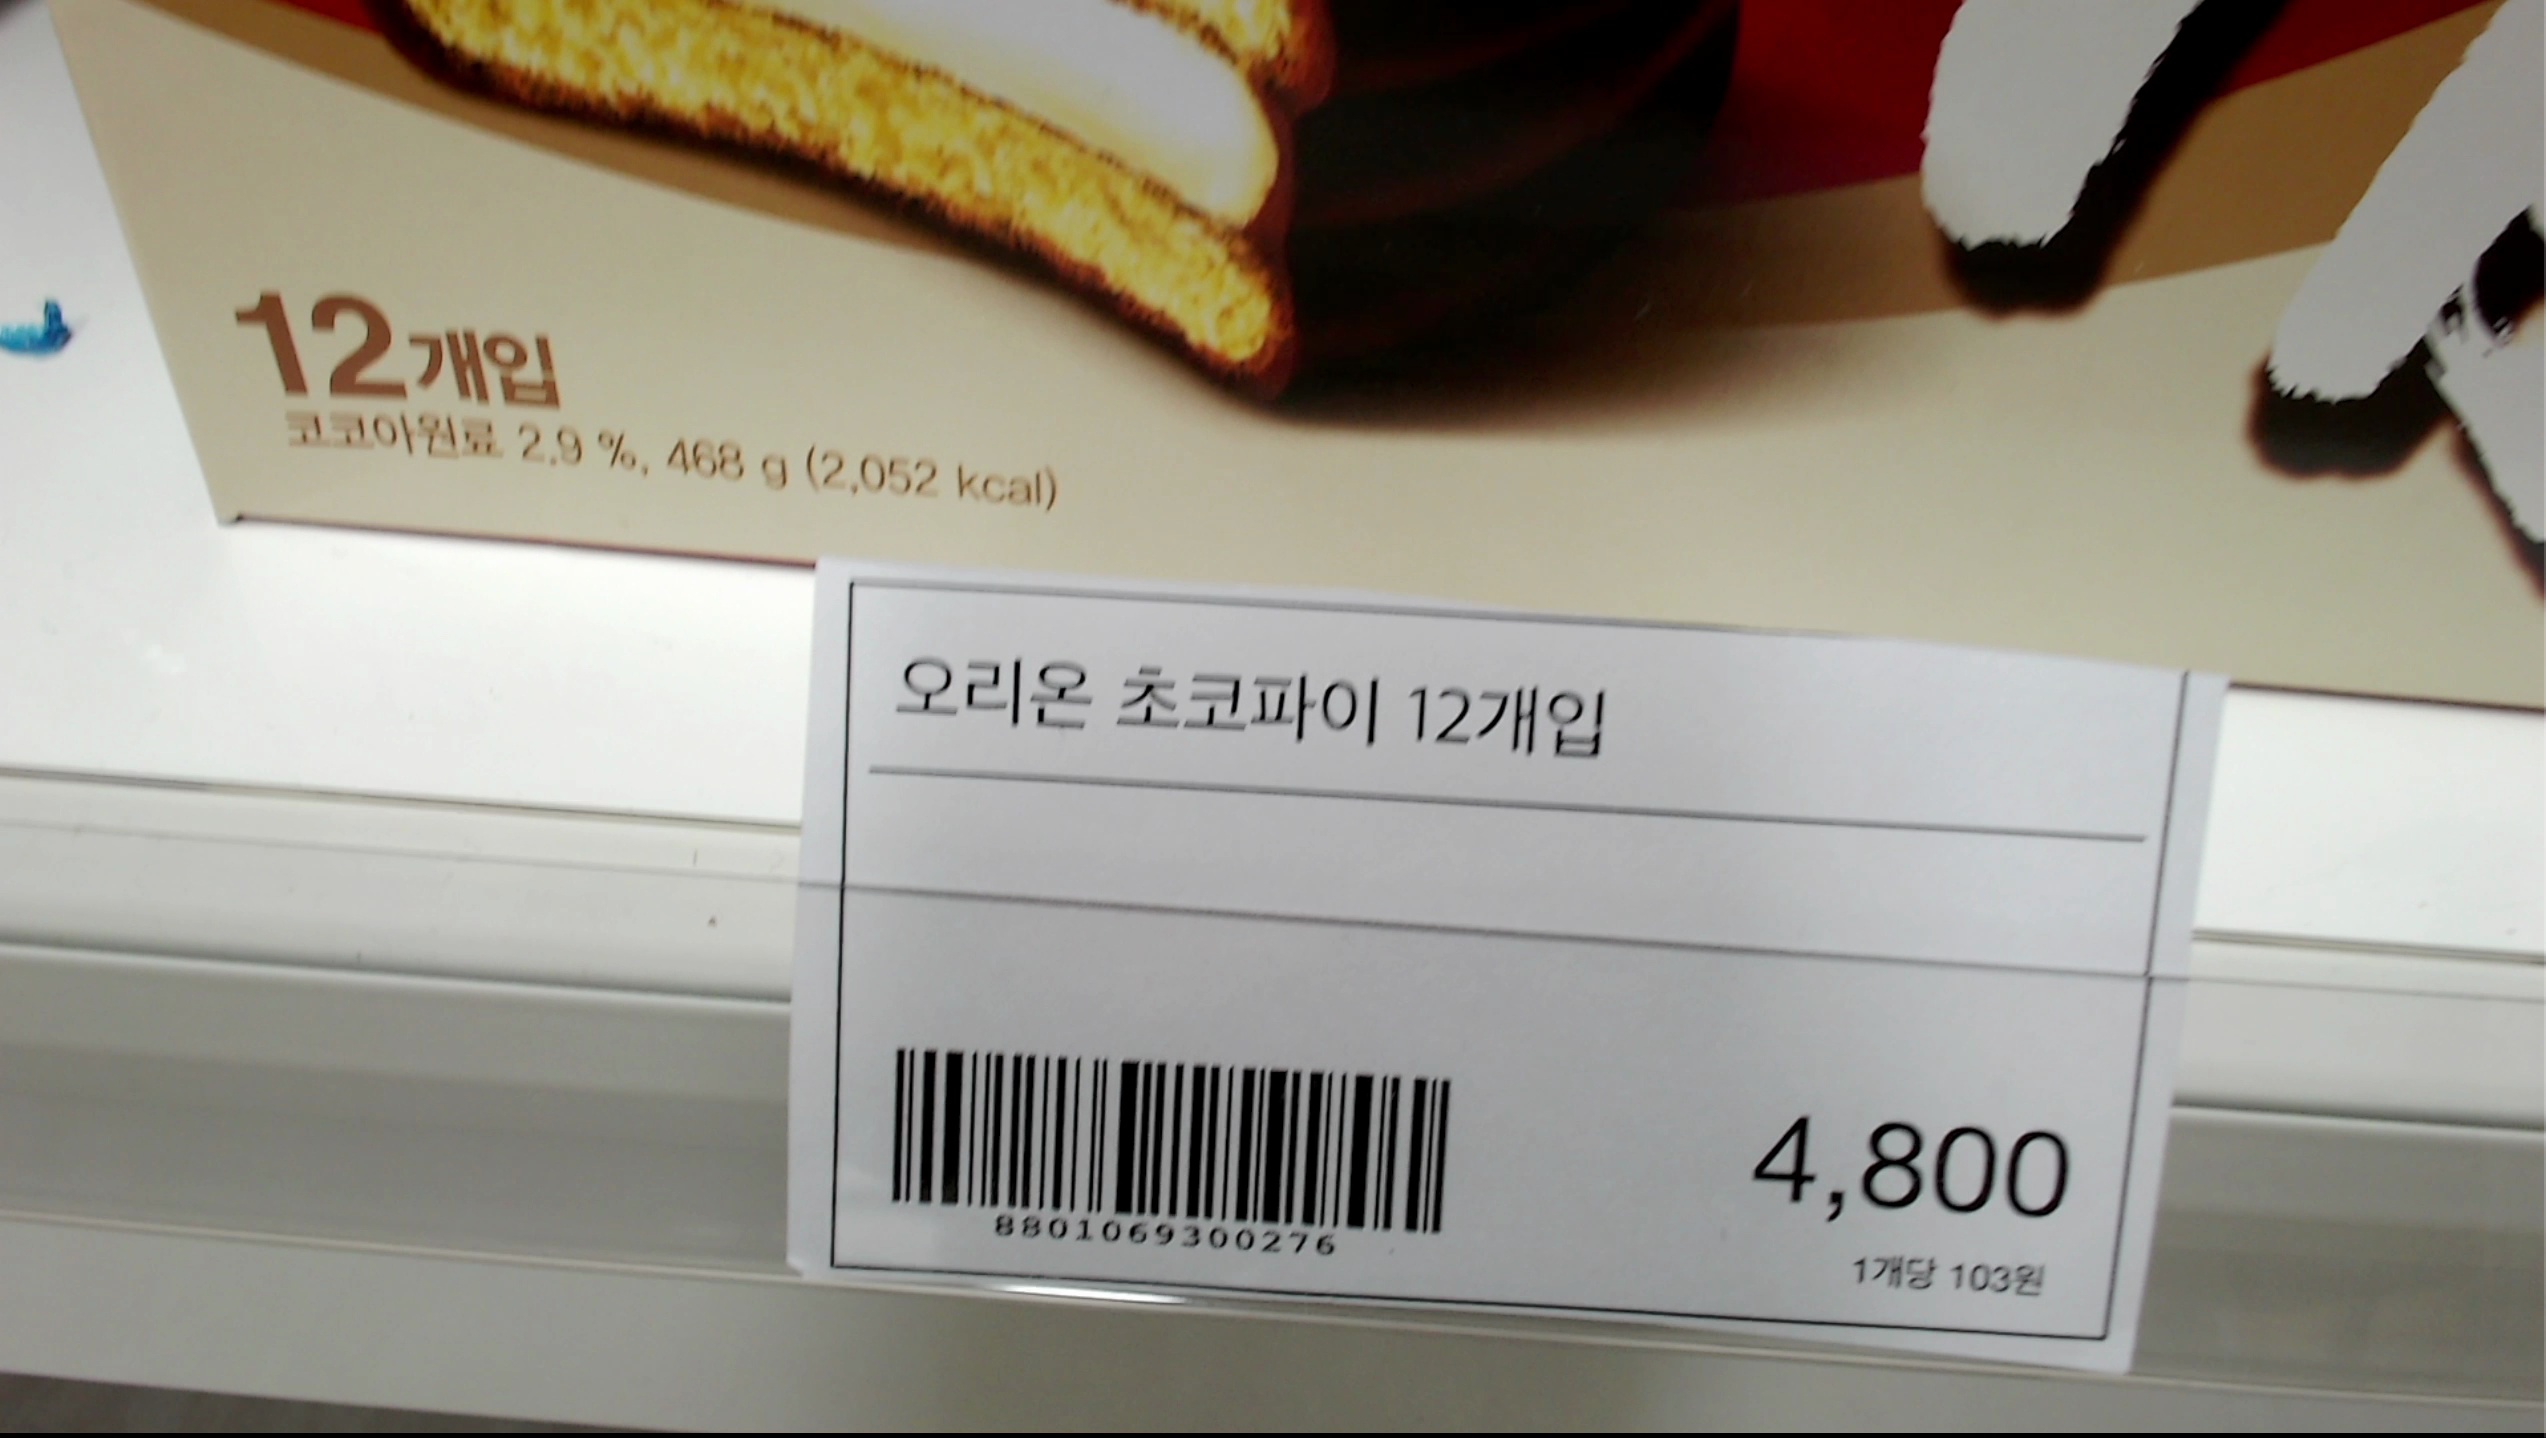 12개입
코코아원료 2.9 %, 468 g (2,052 kcal)
오리온 초코파이 12개입
8801069300276
4,800
1개당 103원